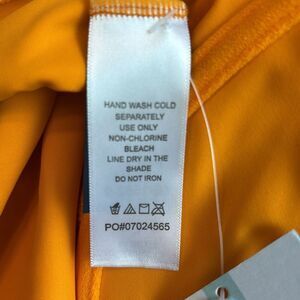 HAND WASH COLD
SEPARATELY
USE ONLY
NON-CHLORINE
BLEACH
LINE DRY IN THE
SHADE
DO NOT IRON
PO#07024565